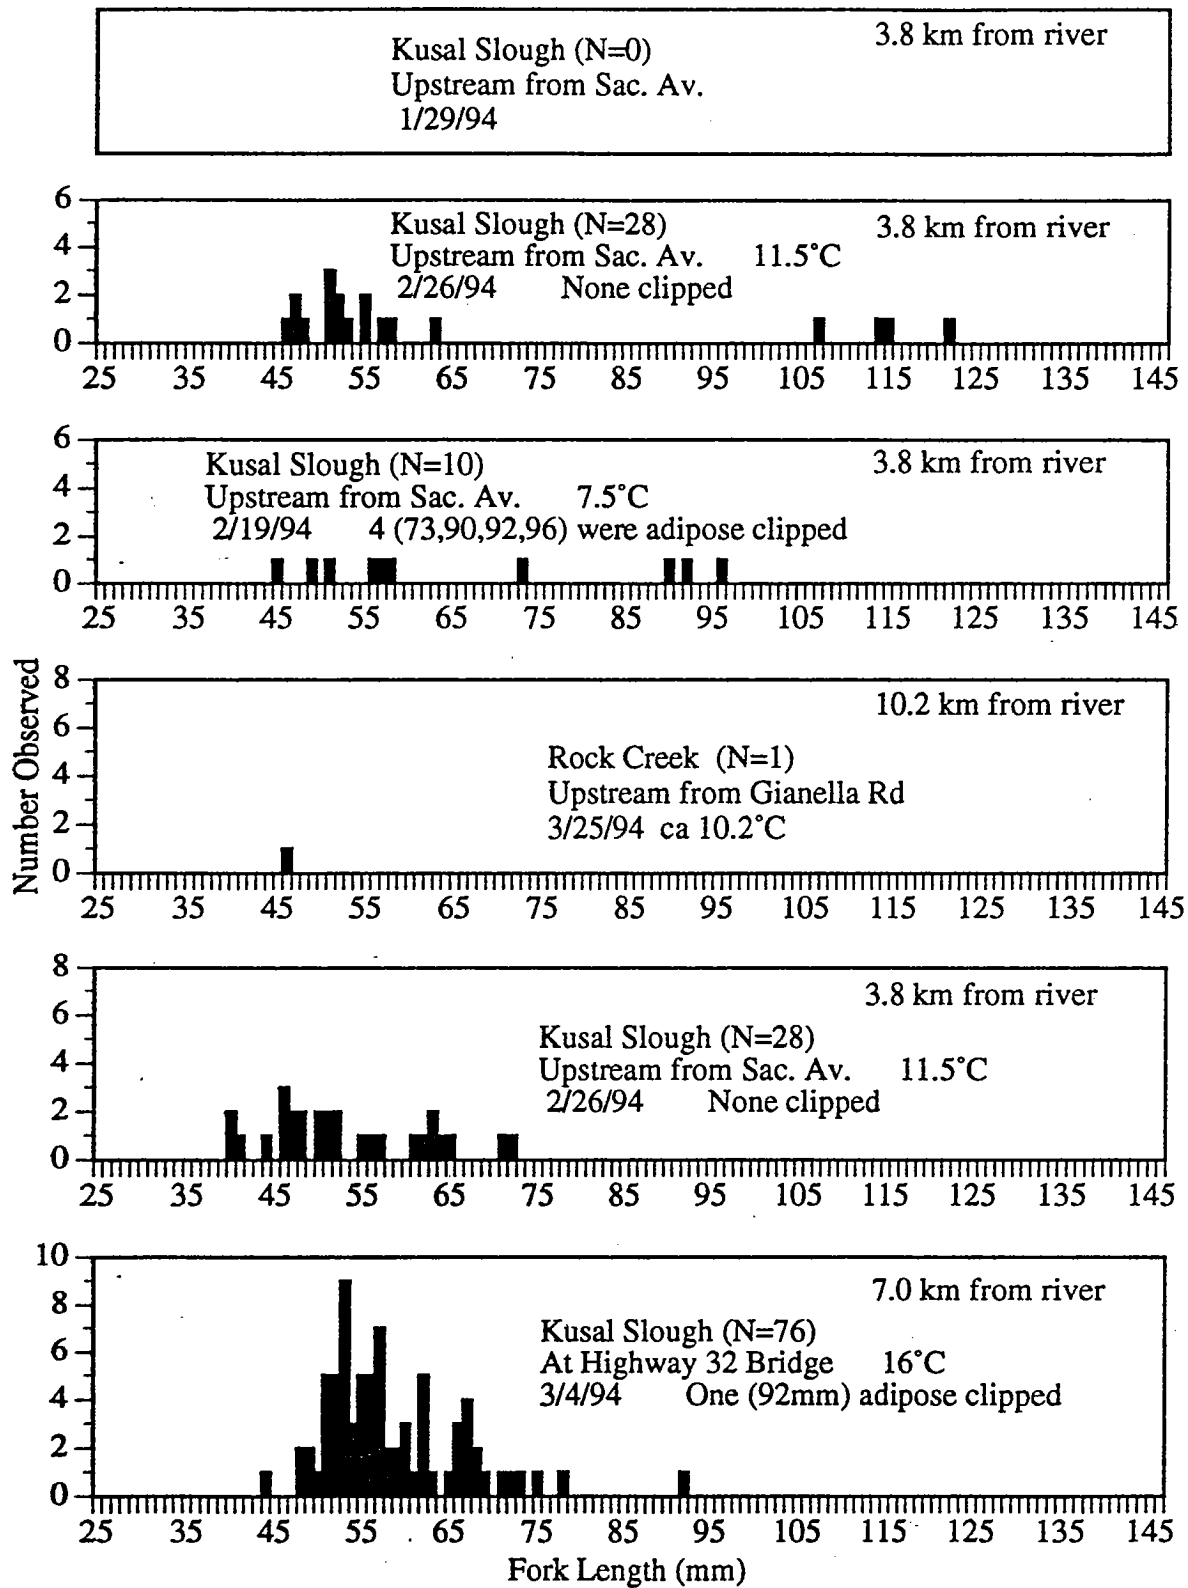 3.8 km from river
Kusal Slough (N=0)
Upstream from Sac. Av.
1/29/94
6
4
2
0
Kusal Slough (N=28)
3.8 km from river
Upstream from Sac. Av. 11.5°C
2/26/94 None clipped
25 35 45 55 65 75 85 95 105 115 125 135 145
6
4
2
0
Kusal Slough (N=10)
3.8 km from river
Upstream from Sac. Av. 7.5°C
2/19/94 4 (73,90,92,96) were adipose clipped
25 35 45 55 65 75 85 95 105 115 125 135 145
Number Observed
8
6
4
2
0
10.2 km from river
Rock Creek (N=1)
Upstream from Gianella Rd
3/25/94 ca 10.2°C
25 35 45 55 65 75 85 95 105 115 125 135 145
8
6
4
2
0
3.8 km from river
Kusal Slough (N=28)
Upstream from Sac. Av. 11.5°C
2/26/94 None clipped
25 35 45 55 65 75 85 95 105 115 125 135 145
10
8
6
4
2
0
7.0 km from river
Kusal Slough (N=76)
At Highway 32 Bridge 16°C
3/4/94 One (92mm) adipose clipped
25 35 45 55 65 75 85 95 105 115 125 135 145
Fork Length (mm)